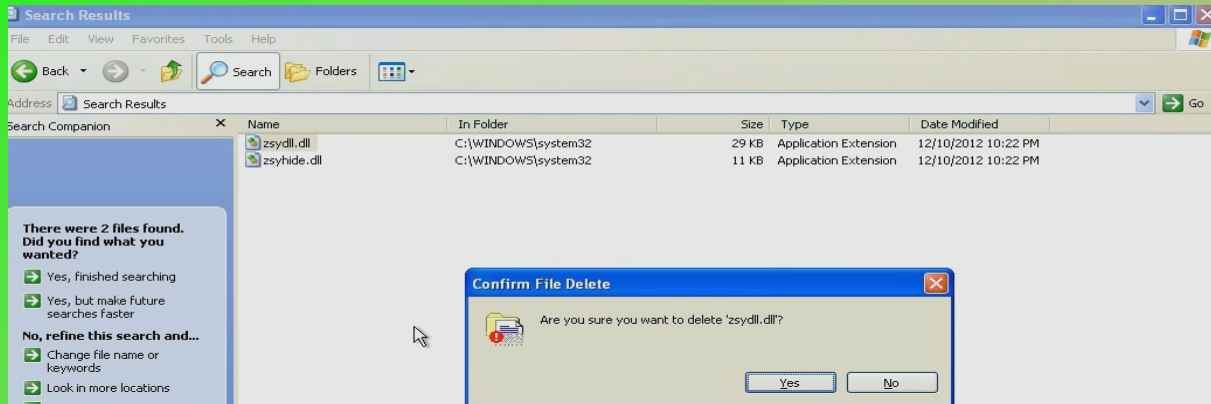 Search Results
File Edit View Favorites Tools Help
Back Search Folders
Address Search Results Go
Search Companion Name In Folder Size Type Date Modified
zsydll.dll C:\WINDOWS\system32 29 KB Application Extension 12/10/2012 10:22 PM
zsyhide.dll C:\WINDOWS\system32 11 KB Application Extension 12/10/2012 10:22 PM
There were 2 files found.
Did you find what you
wanted?
Yes, finished searching
Yes, but make future
searches faster
No, refine this search and...
Change file name or
keywords
Look in more locations
Confirm File Delete
Are you sure you want to delete 'zsydll.dll'?
Yes No